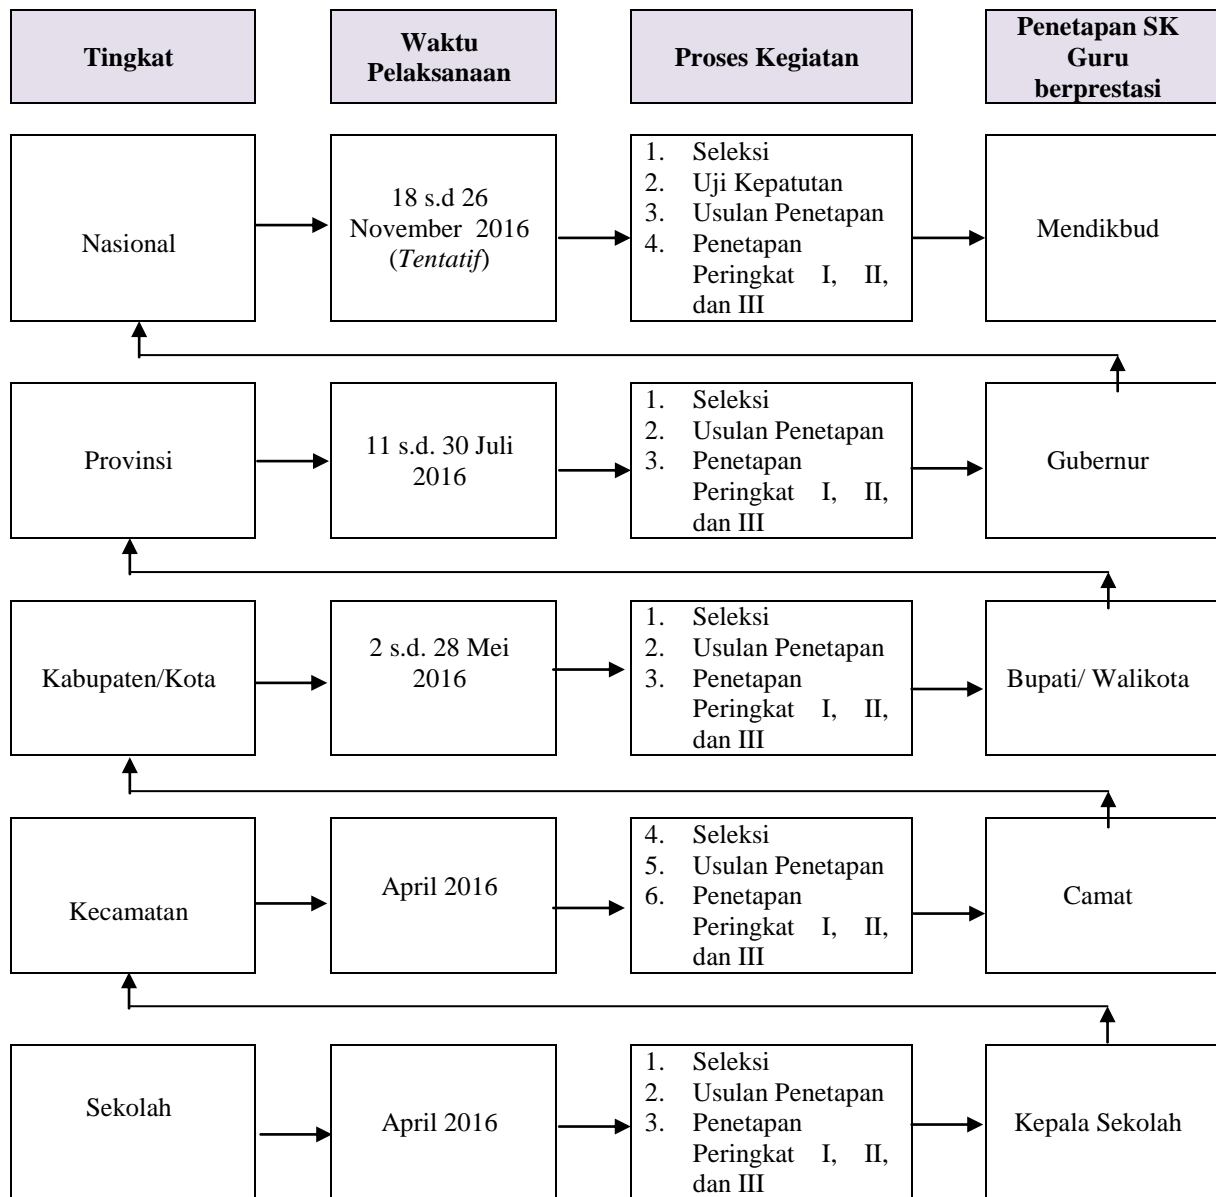 Tingkat
Waktu
Pelaksanaan
Proses Kegiatan
Penetapan SK
Guru
berprestasi
Nasional
18 s.d 26
November 2016
(Tentatif)
1. Seleksi
2. Uji Kepatutan
3. Usulan Penetapan
4. Penetapan
Peringkat I, II,
dan III
Mendikbud
Provinsi
11 s.d. 30 Juli
2016
1. Seleksi
2. Usulan Penetapan
3. Penetapan
Peringkat I, II,
dan III
Gubernur
Kabupaten/Kota
2 s.d. 28 Mei
2016
1. Seleksi
2. Usulan Penetapan
3. Penetapan
Peringkat I, II,
dan III
Bupati/ Walikota
Kecamatan
April 2016
4. Seleksi
5. Usulan Penetapan
6. Penetapan
Peringkat I, II,
dan III
Camat
Sekolah
April 2016
1. Seleksi
2. Usulan Penetapan
3. Penetapan
Peringkat I, II,
dan III
Kepala Sekolah